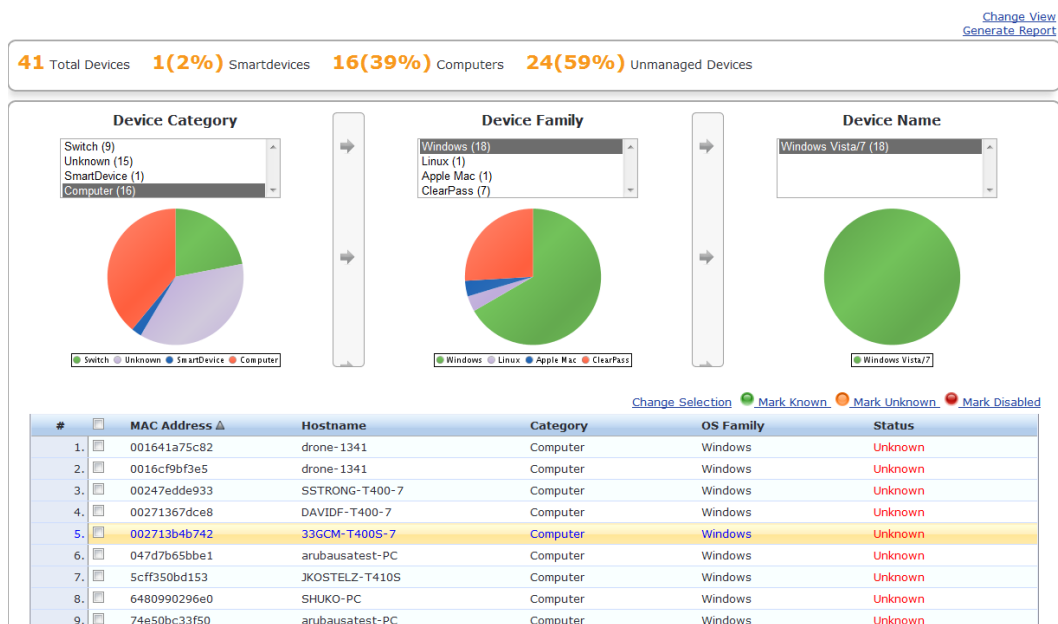 Change View
Generate Report
41 Total Devices 1(2%) Smartdevices 16(39%) Computers 24(59%) Unmanaged Devices
Device Category
Switch (9)
Unknown (15)
SmartDevice (1)
Computer (16)
Switch Unknown SmartDevice Computer
Device Family
Windows (18)
Linux (1)
Apple Mac (1)
ClearPass (7)
Windows Linux Apple Mac ClearPass
Device Name
Windows Vista/7 (18)
Windows Vista/7
Change Selection Mark Known Mark Unknown Mark Disabled
# MAC Address Hostname Category OS Family Status
1. 001641a75c82 drone-1341 Computer Windows Unknown
2. 0016cf9bf3e5 drone-1341 Computer Windows Unknown
3. 00247edde933 SSTRONG-T400-7 Computer Windows Unknown
4. 00271367dce8 DAVIDF-T400-7 Computer Windows Unknown
5. 002713b4b742 33GCM-T400S-7 Computer Windows Unknown
6. 047d7b65bbe1 arubausatest-PC Computer Windows Unknown
7. 5cff350bd153 JKOSTELZ-T410S Computer Windows Unknown
8. 6480990296e0 SHUKO-PC Computer Windows Unknown
9. 74e50bc33f50 arubausatest-PC Computer Windows Unknown